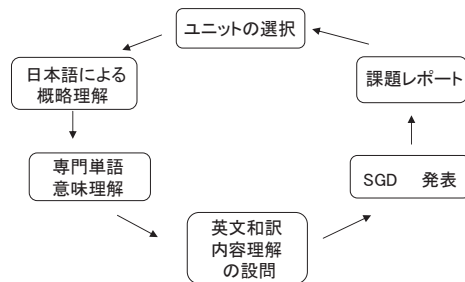 ユニットの選択
日本語による
概略理解
専門単語
意味理解
英文和訳
内容理解
の設問
SGD 発表
課題レポート